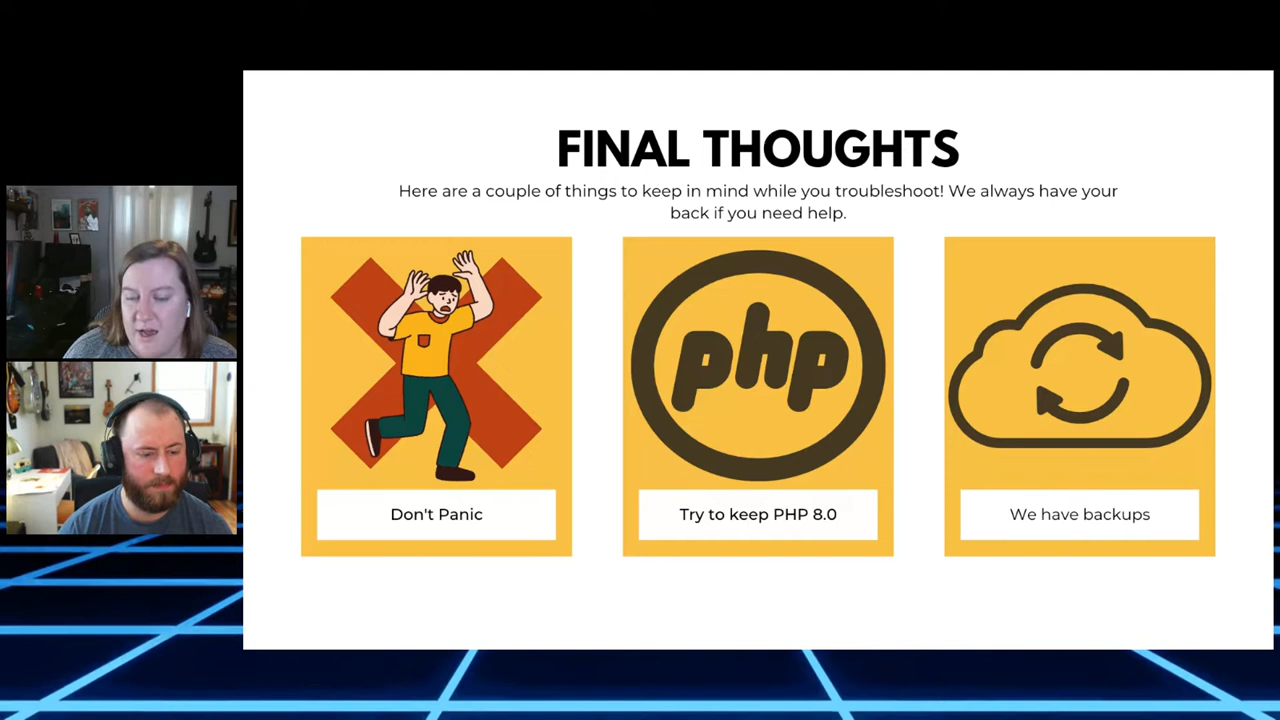 FINAL THOUGHTS
Here are a couple of things to keep in mind while you troubleshoot! We always have your
back if you need help.
php
Don't Panic
Try to keep PHP 8.0
We have backups